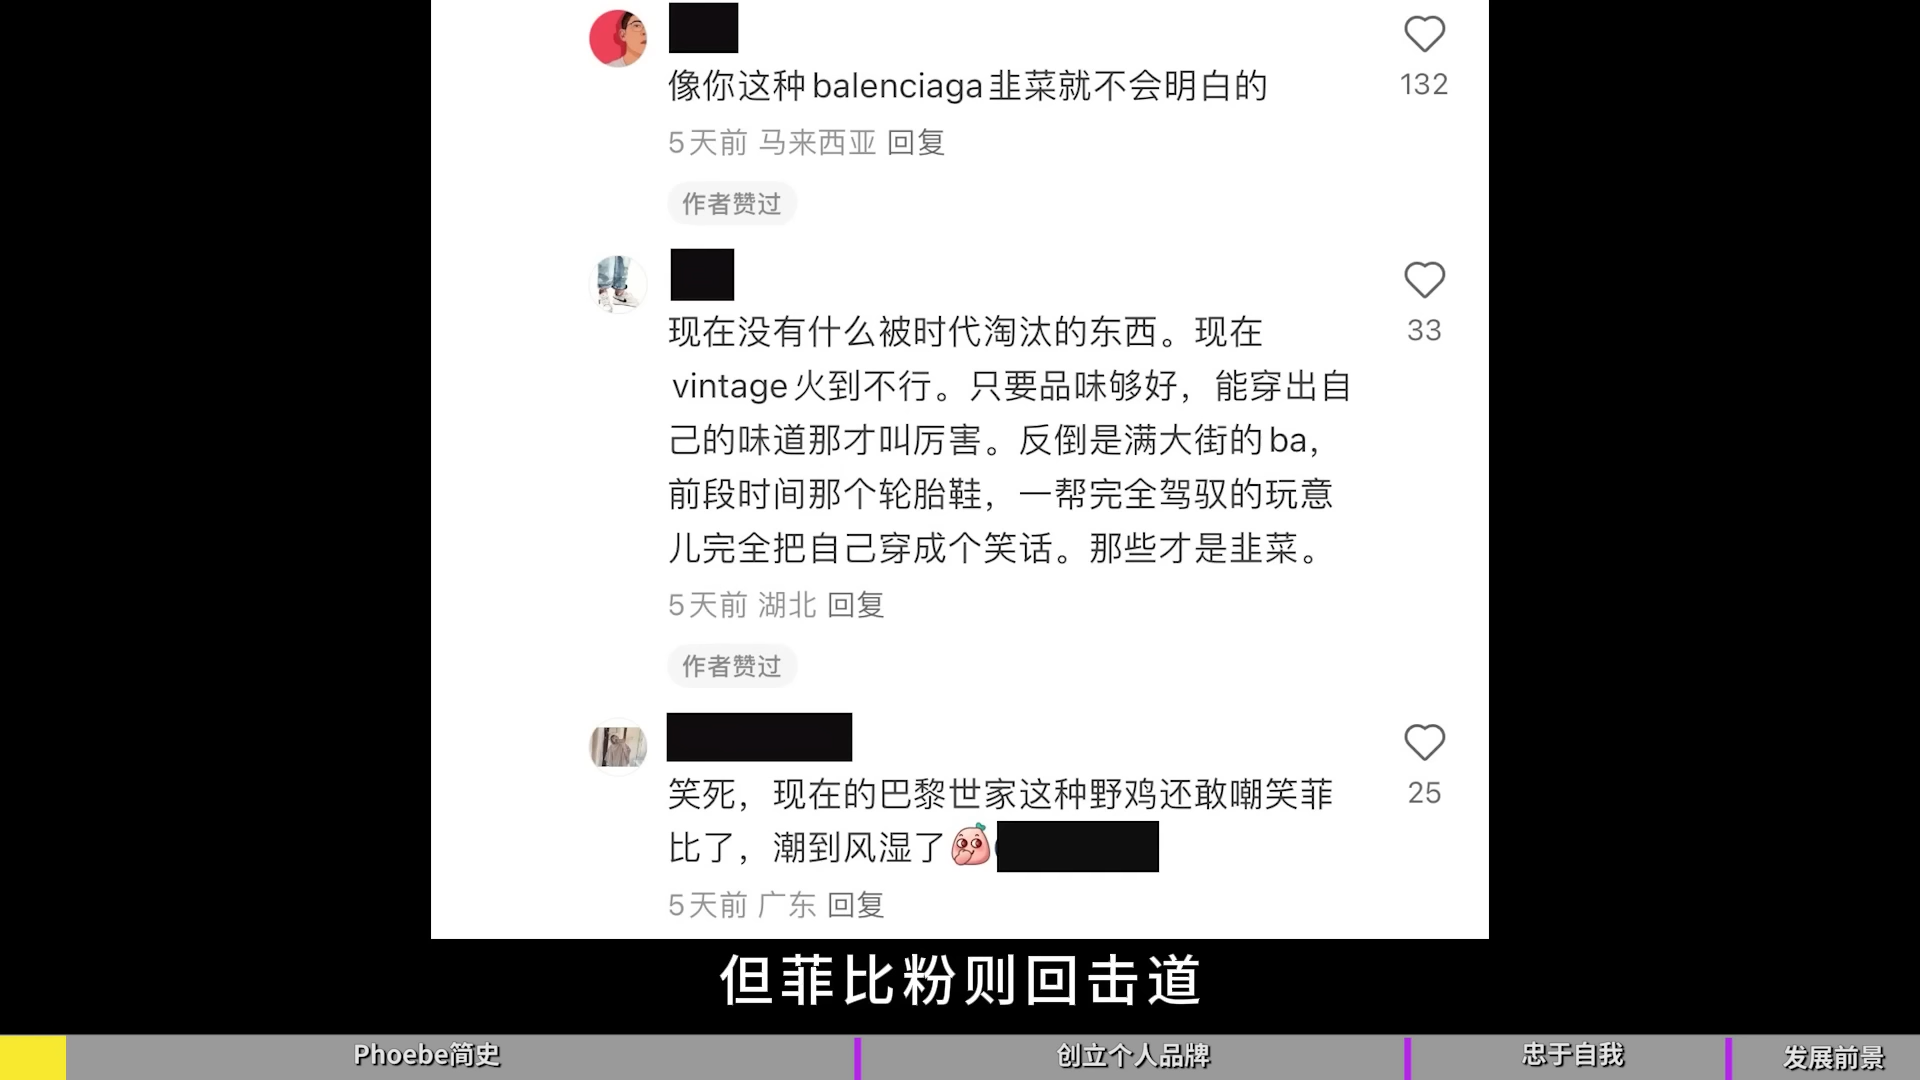 像你这种balenciaga韭菜就不会明白的
132
5天前 马来西亚 回复
作者赞过
现在没有什么被时代淘汰的东西。现在
33
vintage火到不行。只要品味够好，能穿出自
己的味道那才叫厉害。反倒是满大街的ba，
前段时间那个轮胎鞋，一帮完全驾驭的玩意
儿完全把自己穿成个笑话。那些才是韭菜。
5天前 湖北 回复
作者赞过
笑死，现在的巴黎世家这种野鸡还敢嘲笑菲
25
比了，潮到风湿了
5天前 广东 回复
但菲比粉则回击道
Phoebe简史
创立个人品牌
忠于自我
发展前景